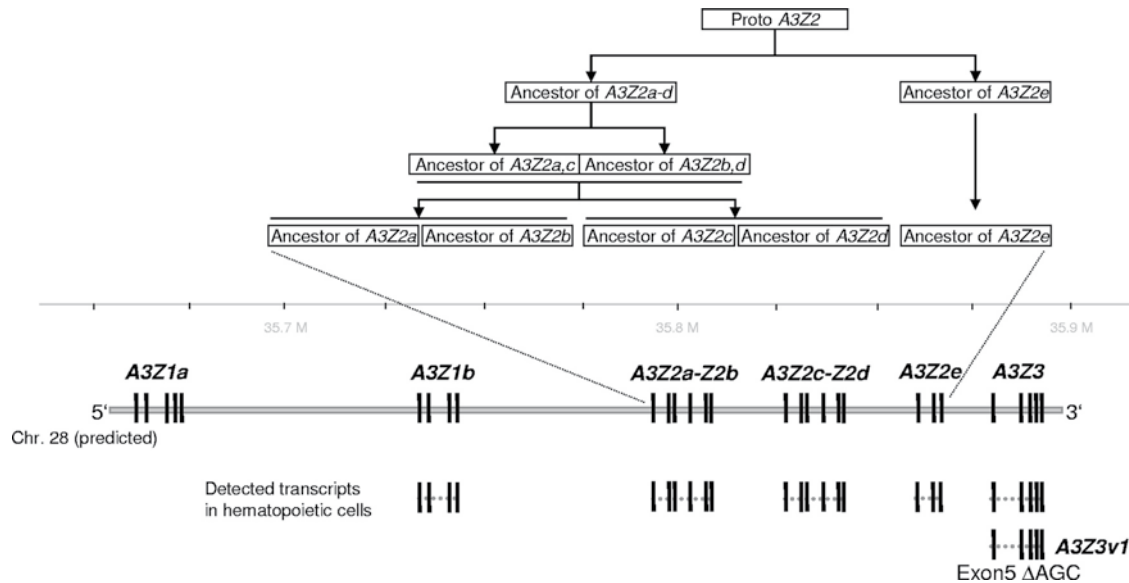 Proto A3Z2
Ancestor of A3Z2a-d
Ancestor of A3Z2e
Ancestor of A3Z2a,c
Ancestor of A3Z2b,d
Ancestor of A3Z2a
Ancestor of A3Z2b
Ancestor of A3Z2c
Ancestor of A3Z2d
Ancestor of A3Z2e
35.7 M
35.8 M
35.9 M
A3Z1a
A3Z1b
A3Z2a-Z2b
A3Z2c-Z2d
A3Z2e
A3Z3
5‘
3‘
Chr. 28 (predicted)
Detected transcripts
in hematopoietic cells
A3Z3v1
Exon5 ΔAGC